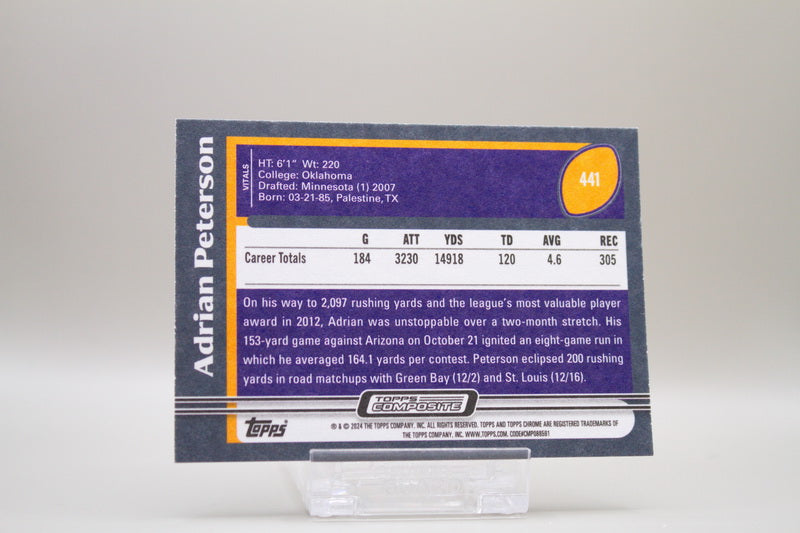 Adrian Peterson
VITALS
HT: 6'1" Wt: 220
College: Oklahoma
Drafted: Minnesota (1) 2007
Born: 03-21-85, Palestine, TX
441
G ATT YDS TD AVG REC
Career Totals 184 3230 14918 120 4.6 305
On his way to 2,097 rushing yards and the league's most valuable player
award in 2012, Adrian was unstoppable over a two-month stretch. His
153-yard game against Arizona on October 21 ignited an eight-game run in
which he averaged 164.1 yards per contest. Peterson eclipsed 200 rushing
yards in road matchups with Green Bay (12/2) and St. Louis (12/16).
TOPPS
COMPOSITE
Topps
® & © 2024 THE TOPPS COMPANY, INC. ALL RIGHTS RESERVED. TOPPS AND TOPPS CHROME ARE REGISTERED TRADEMARKS OF
THE TOPPS COMPANY, INC. WWW.TOPPS.COM. CODE#CMP088501